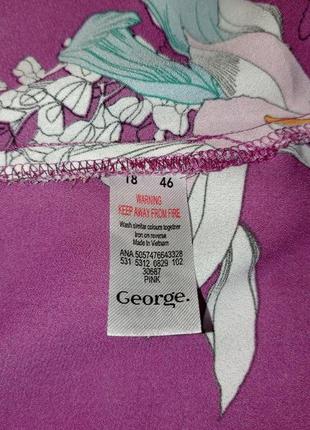 18 46
WARNING
KEEP AWAY FROM FIRE
Wash similar colours together
Iron on reverse
Made in Vietnam
ANA 5057476643328
531 5312 0829 102
30687
PINK
George.